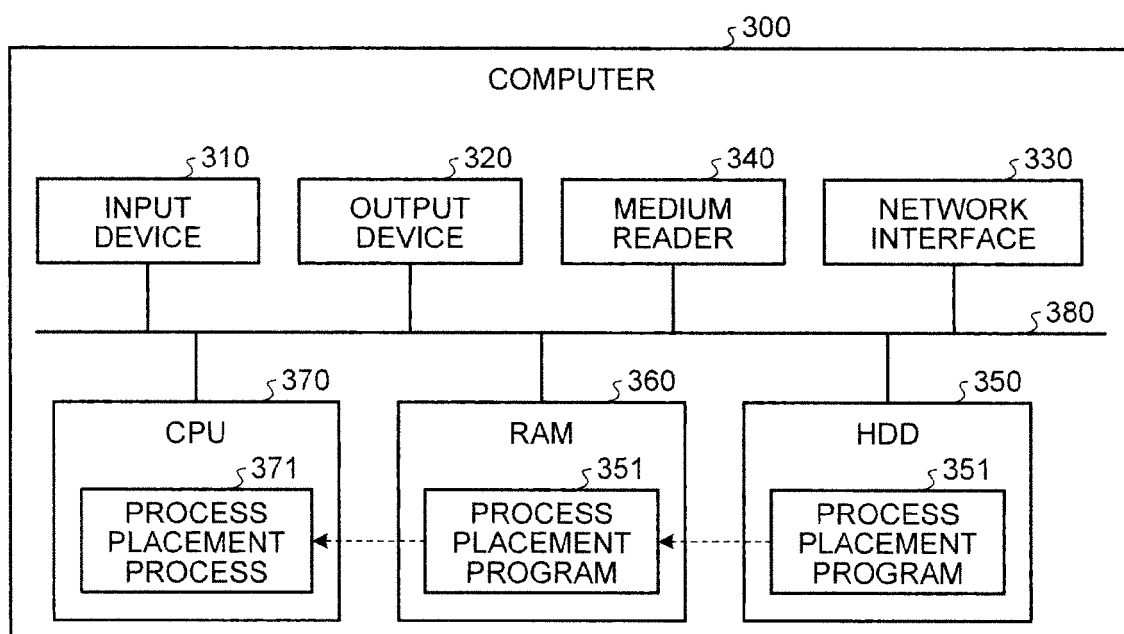 300
COMPUTER
310
320
340
330
INPUT
DEVICE
OUTPUT
DEVICE
MEDIUM
READER
NETWORK
INTERFACE
380
370
360
350
CPU
RAM
HDD
371
351
351
PROCESS
PLACEMENT
PROCESS
PROCESS
PLACEMENT
PROGRAM
PROCESS
PLACEMENT
PROGRAM